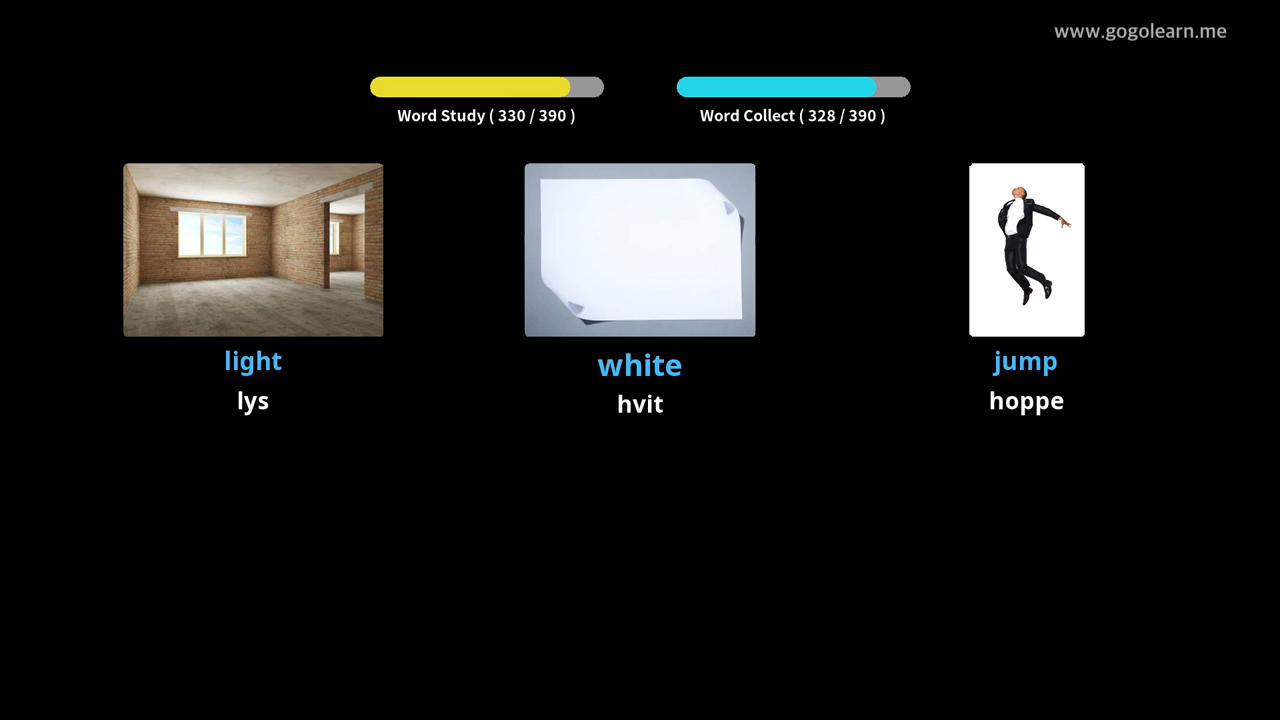 www.gogolearn.me
Word Study ( 330 / 390 )
Word Collect ( 328 / 390 )
light
white
jump
lys
hvit
hoppe